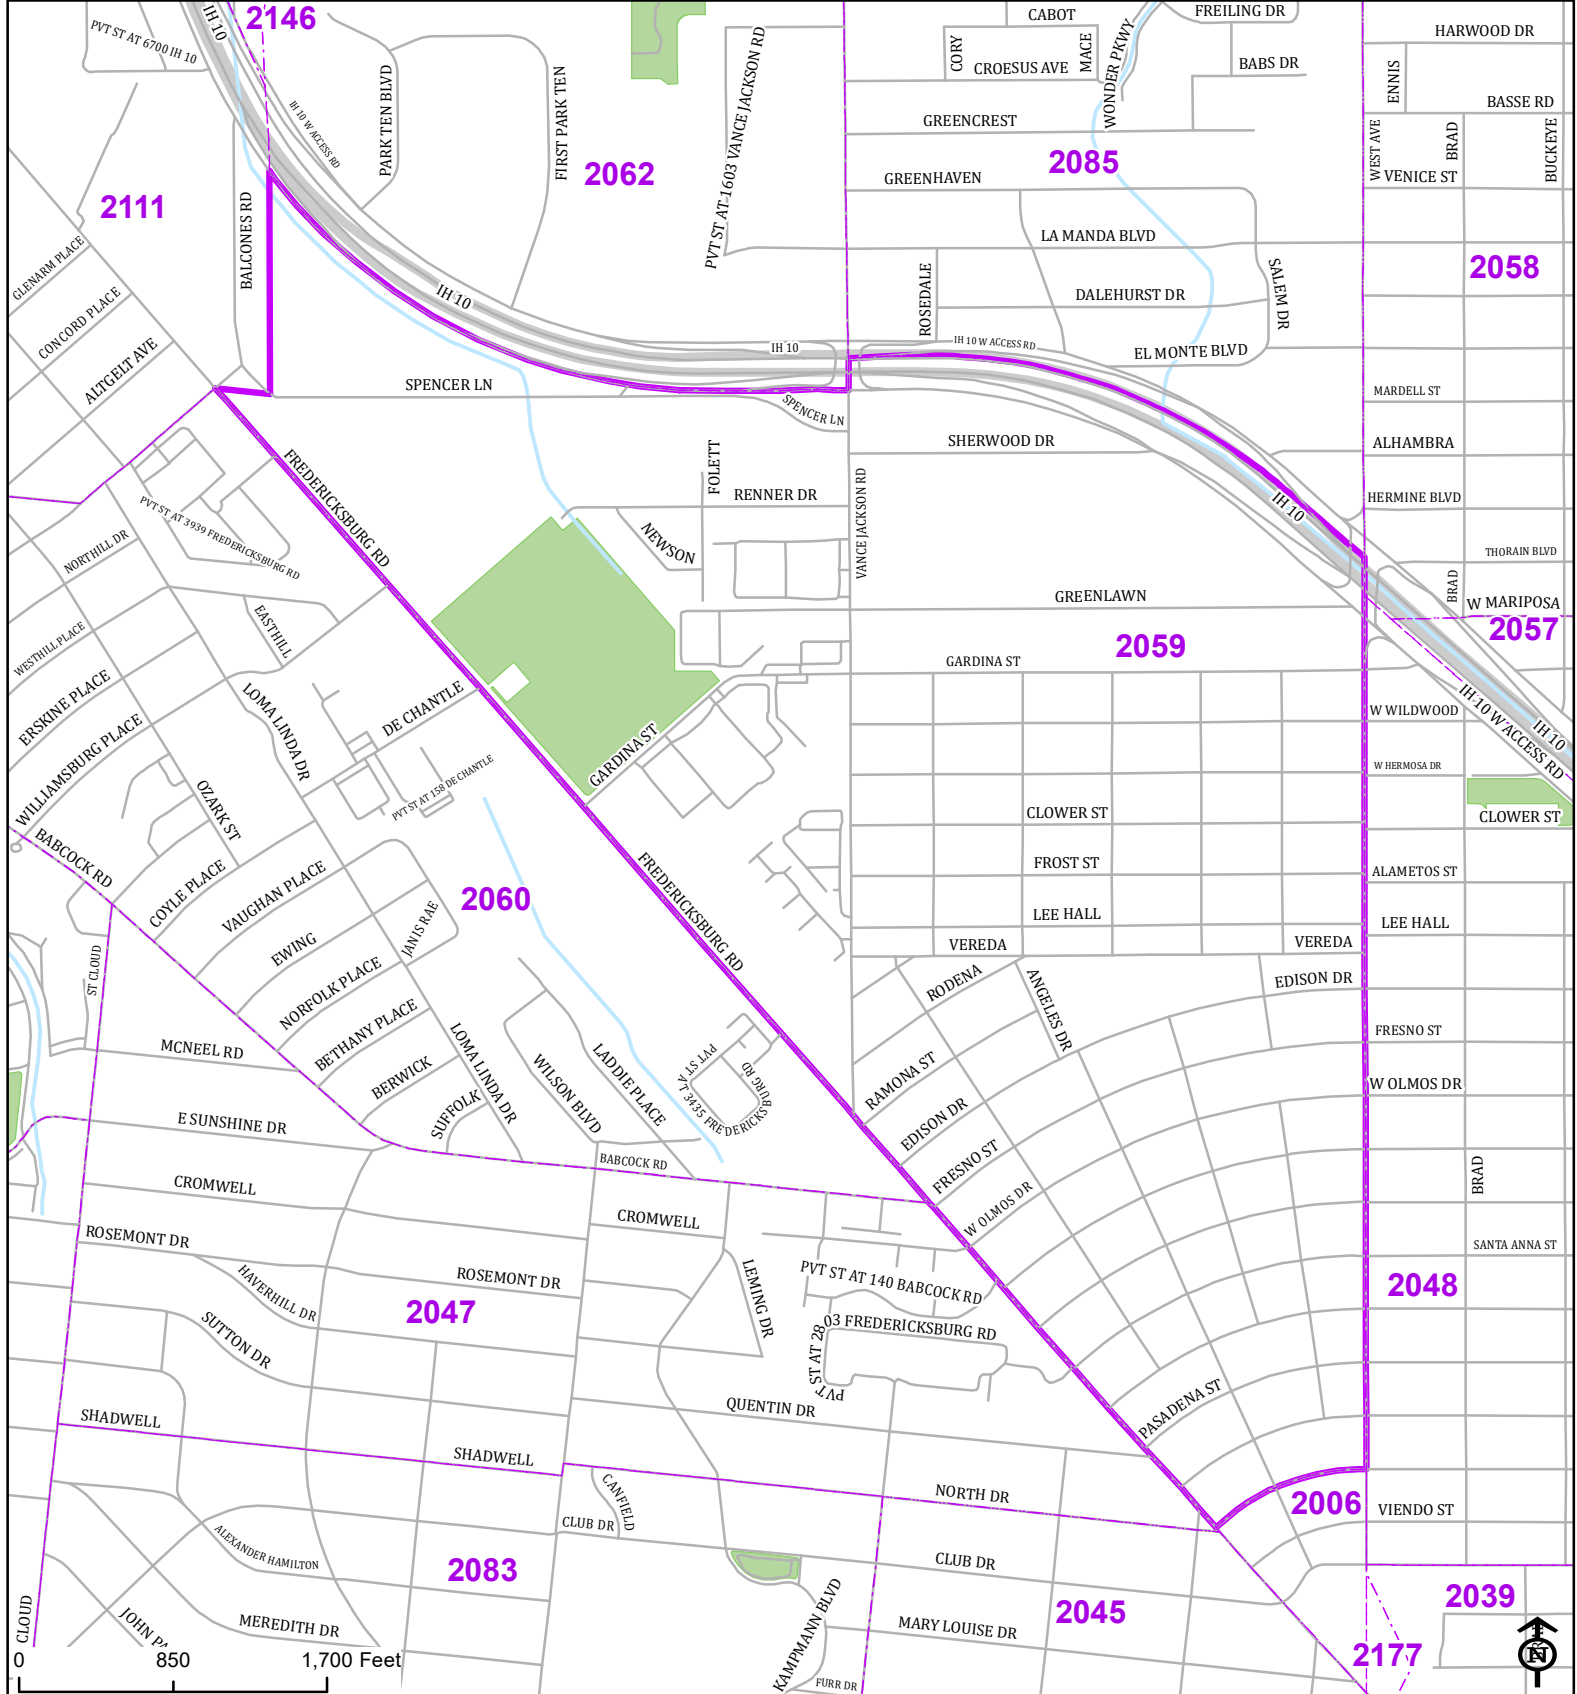 2146
CABOT
FREILING DR
PVT ST AT 6700 IH 10
IH 10
HARWOOD DR
CORY
CROESUS AVE
MACE
WONDER PKWY
BABS DR
ENNIS
PARK TEN BLVD
FIRST PARK TEN
PVT ST AT 1603 VANCE JACKSON RD
BASSE RD
IH 10 W ACCESS RD
GREENCREST
WEST AVE
BRAD
BUCKEYE
2062
2085
VENICE ST
2111
GREENHAVEN
BALCONES RD
LA MANDA BLVD
GLENARM PLACE
2058
SALEM DR
ROSEDALE
DALEHURST DR
IH 10
CONCORD PLACE
IH 10
IH 10 W ACCESS RD
EL MONTE BLVD
ALTGELT AVE
SPENCER LN
MARDELL ST
SPENCER LN
SHERWOOD DR
ALHAMBRA
FREDERICKSBURG RD
FOLETT
RENNER DR
VANCE JACKSON RD
HERMINE BLVD
IH 10
PVT ST AT 3939 FREDERICKSBURG RD
NEWSON
NORTHILL DR
THORAIN BLVD
BRAD
GREENLAWN
W MARIPOSA
EASTHILL
2057
WESTHILL PLACE
2059
GARDINA ST
ERSKINE PLACE
LOMA LINDA DR
DE CHANTLE
W WILDWOOD
IH 10 W ACCESS RD
IH 10
WILLIAMSBURG PLACE
GARDINA ST
W HERMOSA DR
OZARK ST
PVT ST AT 158 DE CHANTLE
CLOWER ST
CLOWER ST
BABCOCK RD
FROST ST
ALAMETOS ST
FREDERICKSBURG RD
COYLE PLACE
VAUGHAN PLACE
2060
LEE HALL
LEE HALL
JANIS RAE
EWING
VEREDA
VEREDA
ST CLOUD
NORFOLK PLACE
RODENA
EDISON DR
ANGELES DR
BETHANY PLACE
FRESNO ST
MCNEEL RD
LOMA LINDA DR
BERWICK
WILSON BLVD
LADDIE PLACE
PVT ST AT 3435 FREDERICKSBURG RD
RAMONA ST
W OLMOS DR
SUFFOLK
EDISON DR
E SUNSHINE DR
BABCOCK RD
FRESNO ST
BRAD
CROMWELL
W OLMOS DR
CROMWELL
ROSEMONT DR
SANTA ANNA ST
HAVERHILL DR
ROSEMONT DR
LEMING DR
PVT ST AT 140 BABCOCK RD
2048
2047
SUTTON DR
PVT ST AT 2803 FREDERICKSBURG RD
PASADENA ST
QUENTIN DR
SHADWELL
SHADWELL
CANFIELD
NORTH DR
2006
VIENDO ST
CLUB DR
ALEXANDER HAMILTON
CLUB DR
2083
2039
KAMPMANN BLVD
2045
CLOUD
JOHN PA
MEREDITH DR
MARY LOUISE DR
2177
N
0 850 1,700 Feet
FURR DR